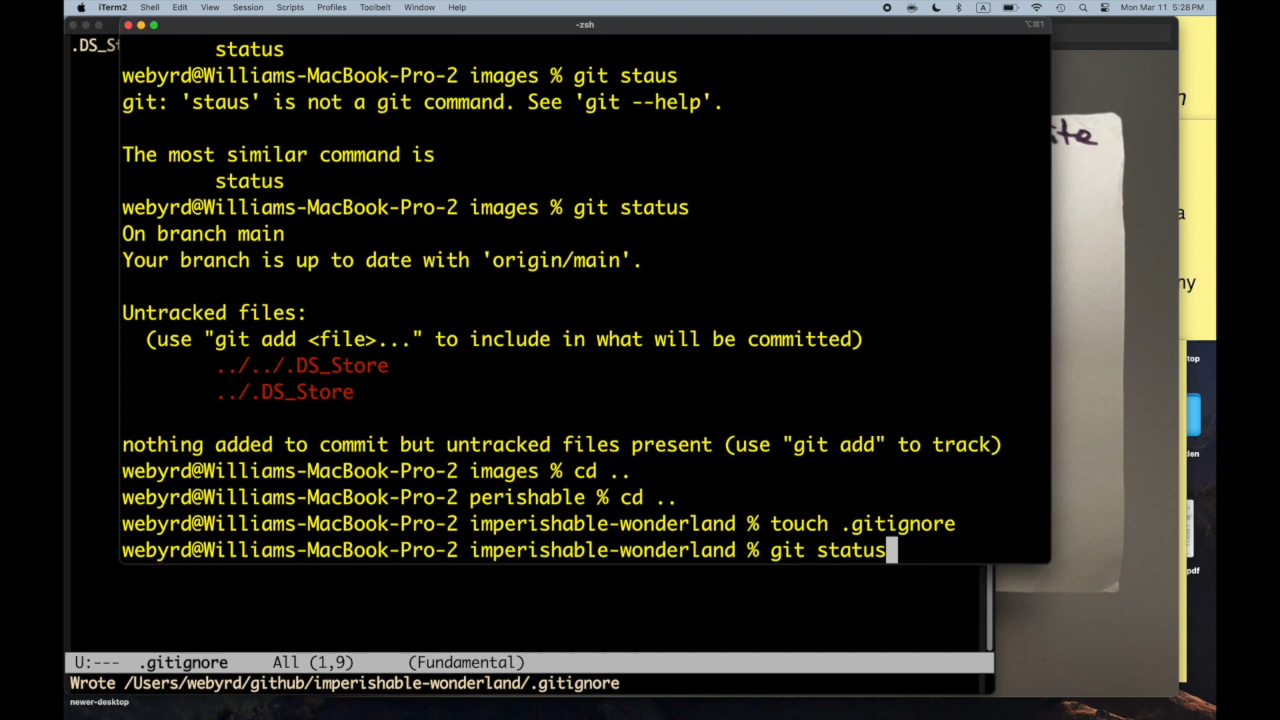 iTerm2 Shell Edit View Session Scripts Profiles Toolbelt Window Help A Mon Mar 11 5:28 PM
-zsh
⌥⌘1
.DS_St
status
webyrd@Williams-MacBook-Pro-2 images % git staus
git: 'staus' is not a git command. See 'git --help'.
The most similar command is
status
webyrd@Williams-MacBook-Pro-2 images % git status
On branch main
Your branch is up to date with 'origin/main'.
Untracked files:
(use "git add <file>..." to include in what will be committed)
../../.DS_Store
../.DS_Store
nothing added to commit but untracked files present (use "git add" to track)
webyrd@Williams-MacBook-Pro-2 images % cd ..
webyrd@Williams-MacBook-Pro-2 perishable % cd ..
webyrd@Williams-MacBook-Pro-2 imperishable-wonderland % touch .gitignore
webyrd@Williams-MacBook-Pro-2 imperishable-wonderland % git status
U:--- .gitignore All (1,9) (Fundamental)
Wrote /Users/webyrd/github/imperishable-wonderland/.gitignore
newer-desktop
n
a
ny
top
len
pdf